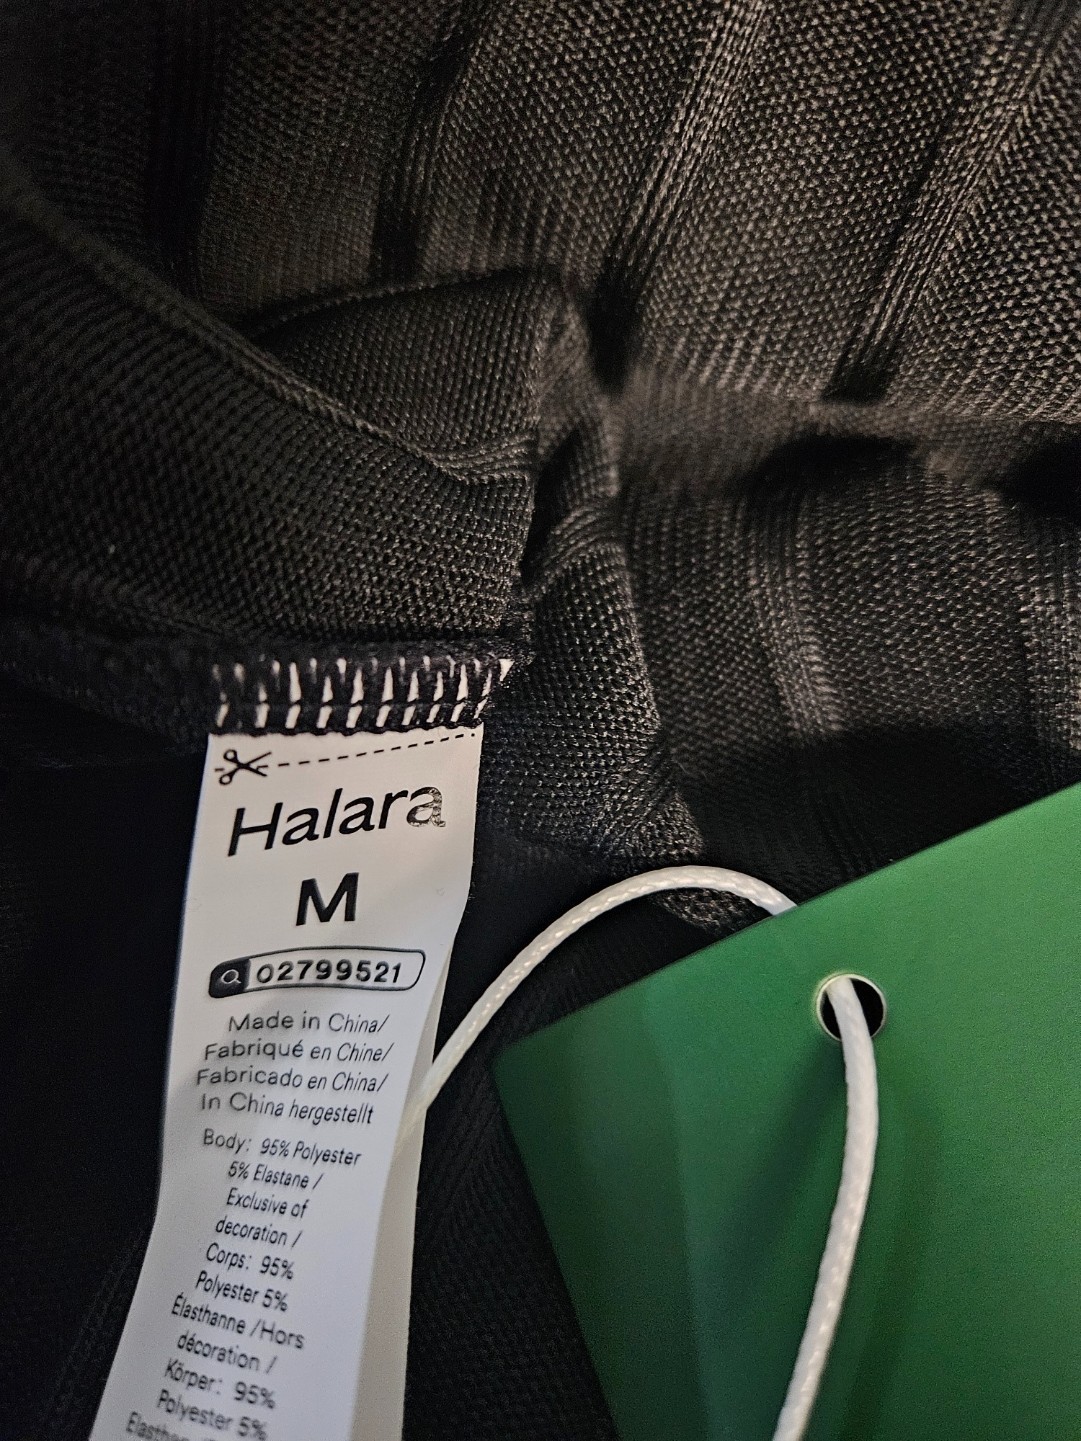 Halara
M
02799521
Made in China/
Fabriqué en Chine/
Fabricado en China/
In China hergestellt
Body: 95% Polyester
5% Elastane /
Exclusive of
decoration /
Corps: 95%
Polyester 5%
Élasthanne /Hors
décoration /
Körper: 95%
Polyester 5%